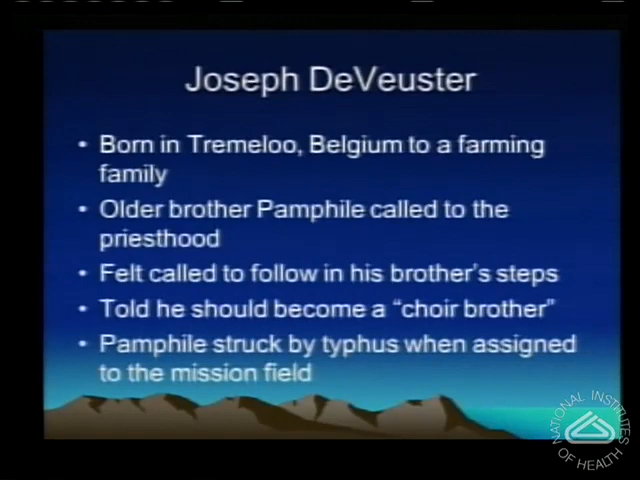 Joseph DeVeuster
• Born in Tremeloo, Belgium to a farming
family
• Older brother Pamphile called to the
priesthood
• Felt called to follow in his brother's steps
• Told he should become a "choir brother"
• Pamphile struck by typhus when assigned
to the mission field
NATIONAL INSTITUTES
OF HEALTH